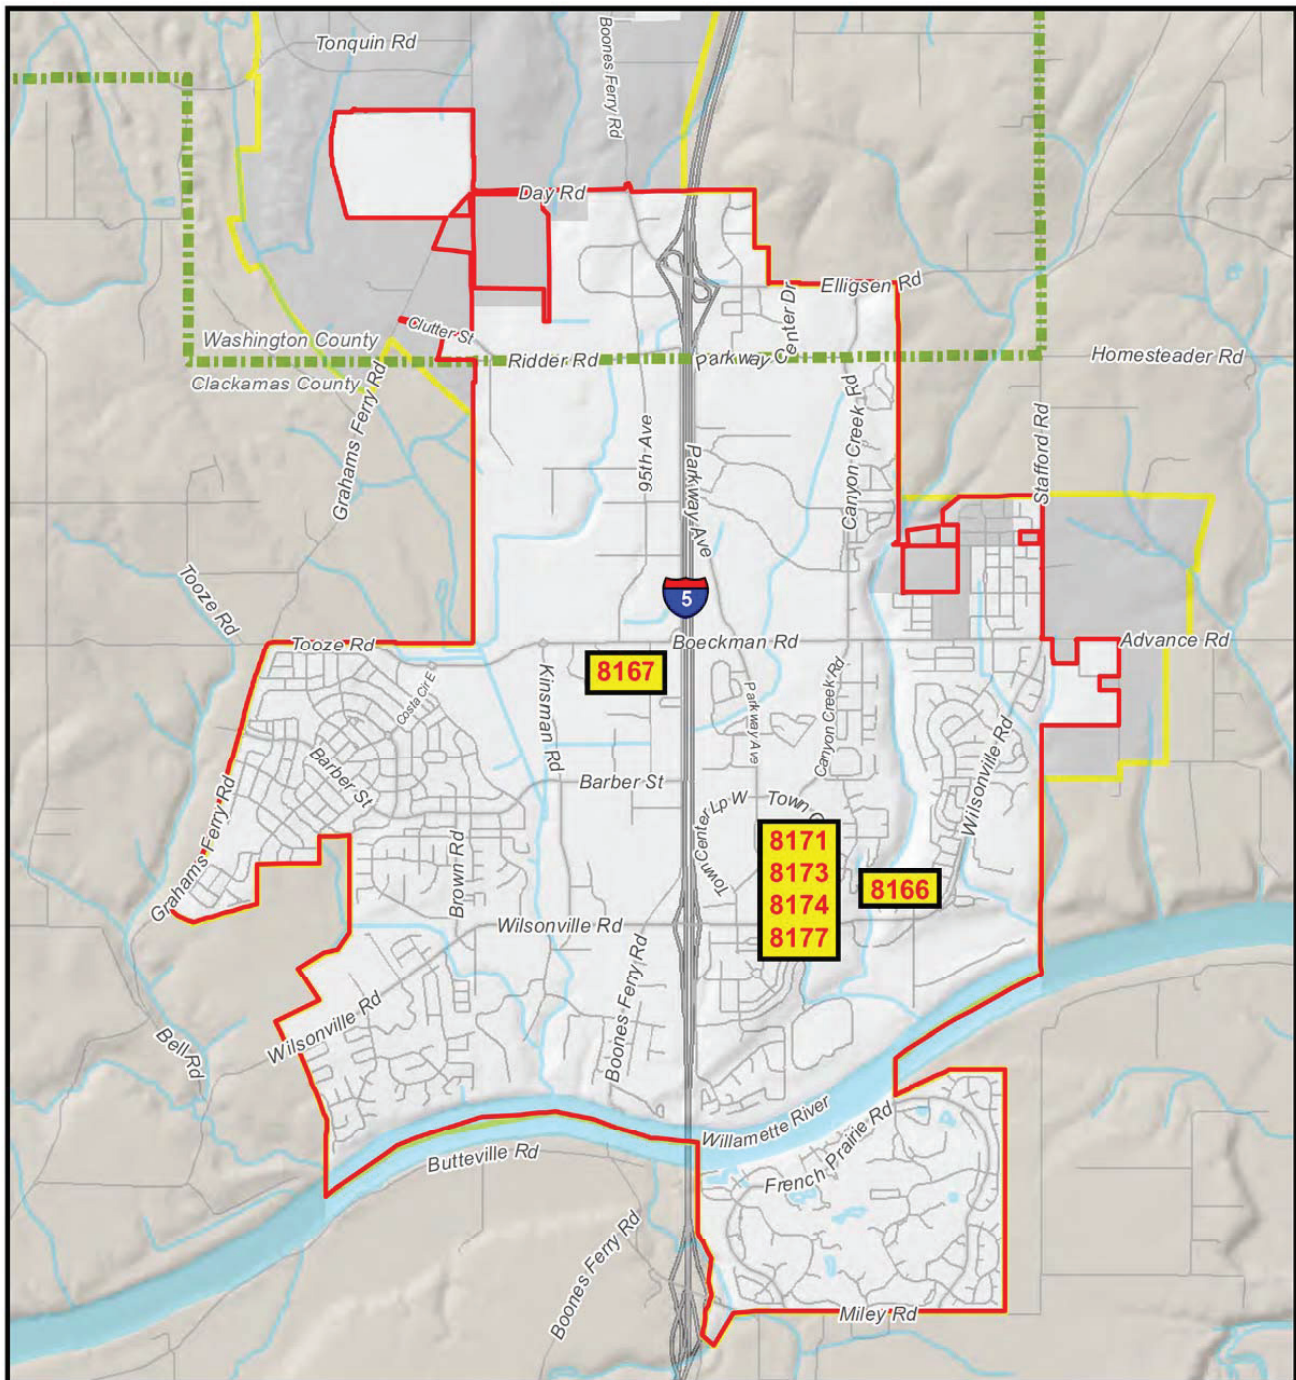 Tonquin Rd
Boones Ferry Rd
Day Rd
Elligsen Rd
Parkway Center Dr
Clutter St
Washington County
Ridder Rd
Homesteader Rd
Clackamas County
Grahams Ferry Rd
95th Ave
Parkway Ave
Canyon Creek Rd
Stafford Rd
Tooze Rd
5
Tooze Rd
Boeckman Rd
Advance Rd
8167
Costa Cir E
Kinsman Rd
Parkway Ave
Canyon Creek Rd
Wilsonville Rd
Barber St
Barber St
Town Center Lp W
Town C
Grahams Ferry Rd
Brown Rd
8171
8173
8174
8177
8166
Wilsonville Rd
Boones Ferry Rd
Wilsonville Rd
Bell Rd
Willamette River
French Prairie Rd
Butteville Rd
Boones Ferry Rd
Miley Rd